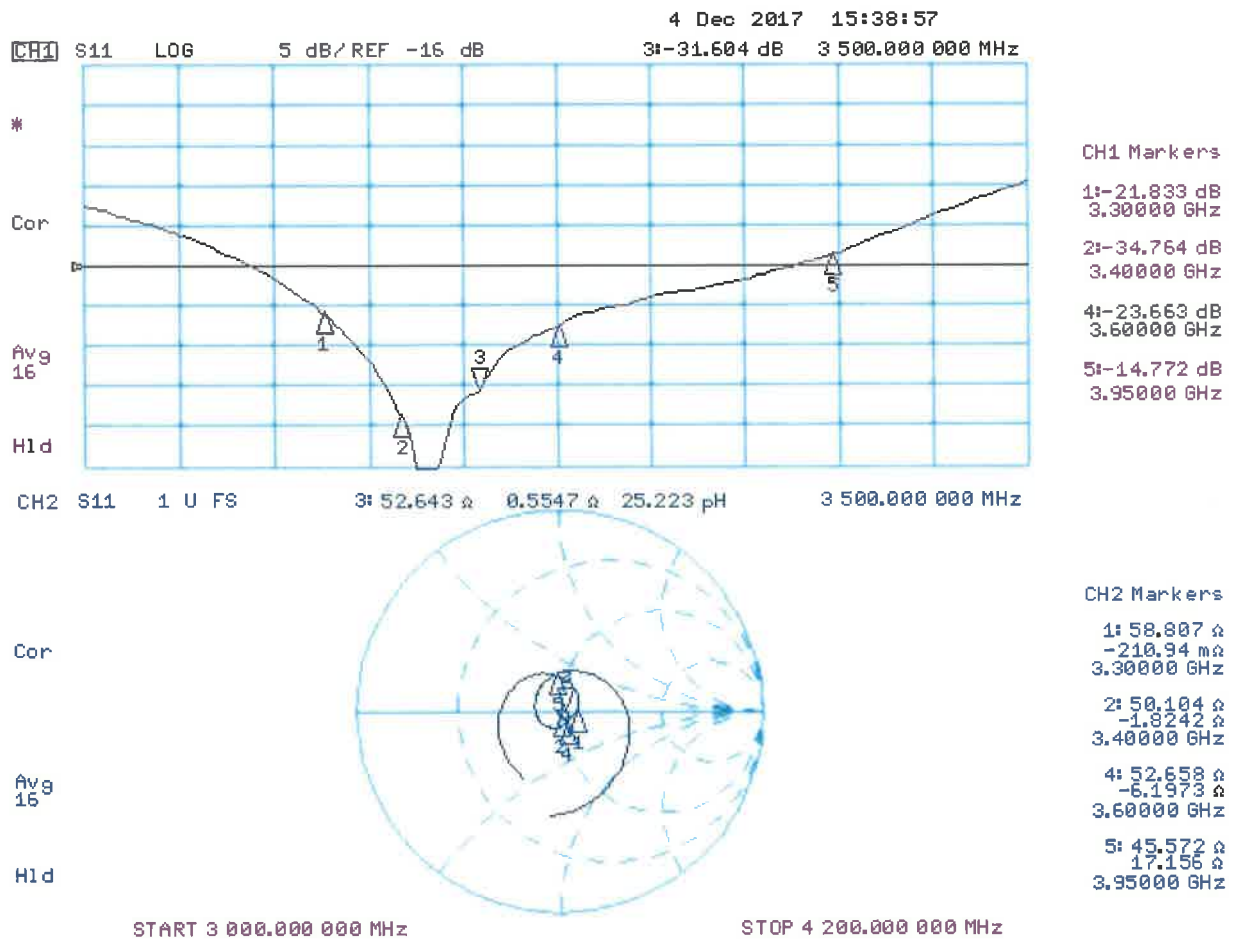 4 Dec 2017 15:38:57
CH1 S11 LOG 5 dB/REF -16 dB 3:-31.604 dB 3 500.000 000 MHz
*
Cor
Avg
16
Hld
1
2
3
4
5
CH1 Markers
1:-21.833 dB
3.30000 GHz
2:-34.764 dB
3.40000 GHz
4:-23.663 dB
3.60000 GHz
5:-14.772 dB
3.95000 GHz
CH2 S11 1 U FS 3: 52.643 Ω 0.5547 Ω 25.223 pH 3 500.000 000 MHz
Cor
Avg
16
Hld
CH2 Markers
1: 58.807 Ω
-210.94 mΩ
3.30000 GHz
2: 50.104 Ω
-1.8242 Ω
3.40000 GHz
4: 52.658 Ω
-6.1973 Ω
3.60000 GHz
5: 45.572 Ω
17.156 Ω
3.95000 GHz
START 3 000.000 000 MHz STOP 4 200.000 000 MHz